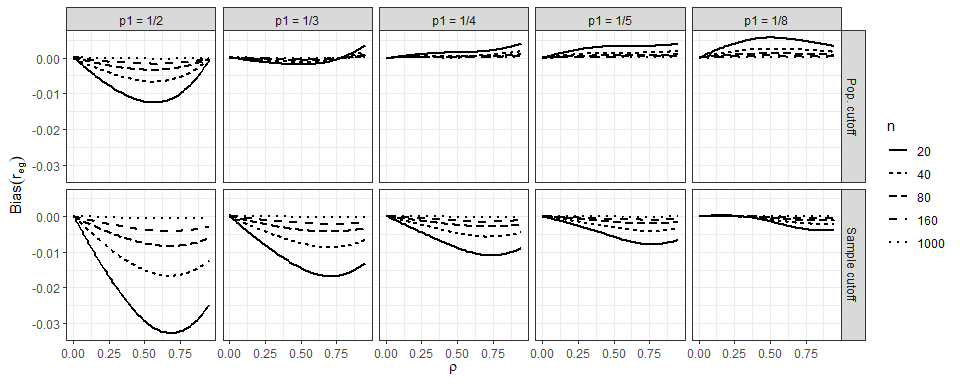 p1 = 1/2 p1 = 1/3 p1 = 1/4 p1 = 1/5 p1 = 1/8
0.00
-0.01
-0.02
-0.03
Pop. cutoff
0.00
-0.01
-0.02
-0.03
Sample cutoff
Bias(r_eg)
0.00 0.25 0.50 0.75 0.00 0.25 0.50 0.75 0.00 0.25 0.50 0.75 0.00 0.25 0.50 0.75 0.00 0.25 0.50 0.75
ρ
n
20
40
80
160
1000